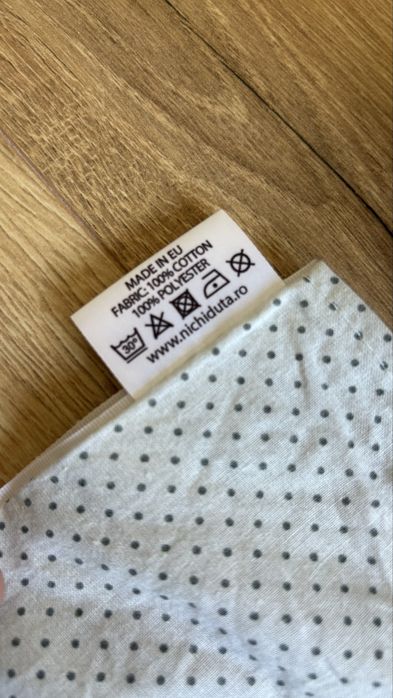 MADE IN EU
FABRIC: 100% COTTON
100% POLYESTER
30°
www.nichiduta.ro